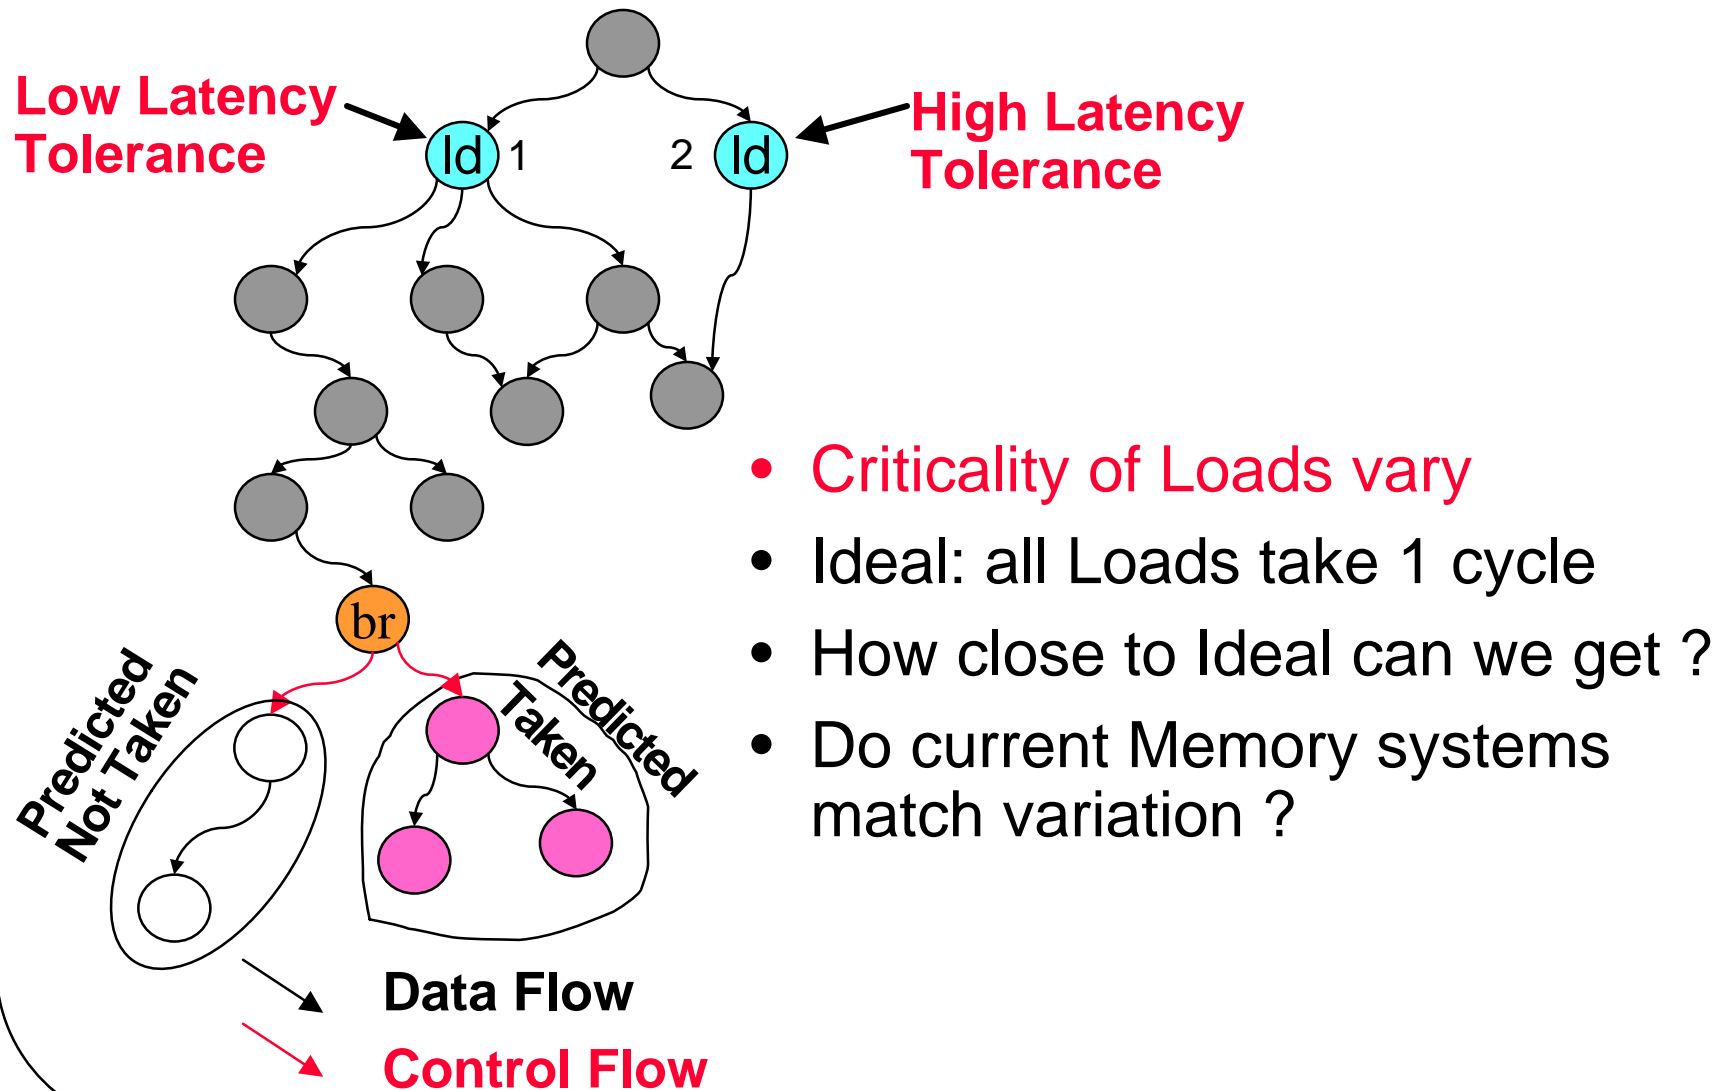 Low Latency
Tolerance
ld 1
2 ld
High Latency
Tolerance
• Criticality of Loads vary
• Ideal: all Loads take 1 cycle
• How close to Ideal can we get ?
• Do current Memory systems
match variation ?
br
Predicted
Not Taken
Predicted
Taken
Data Flow
Control Flow